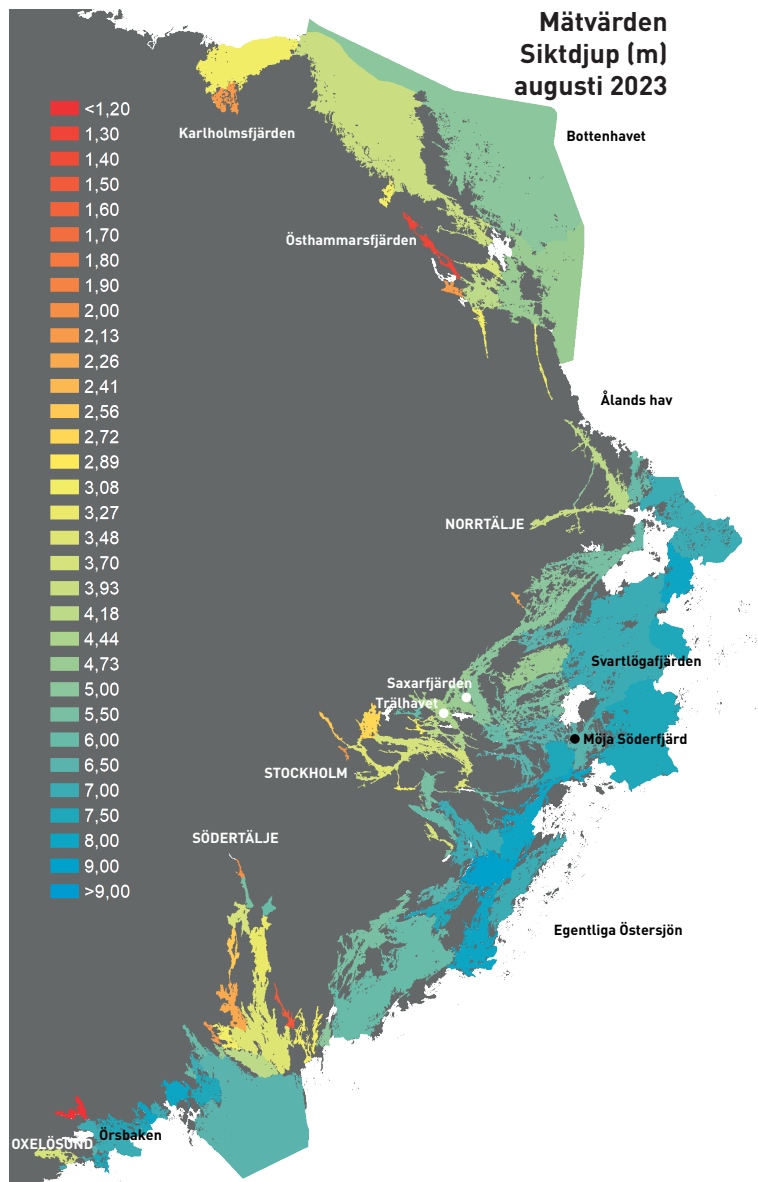 Mätvärden
Siktdjup (m)
augusti 2023
<1,20
1,30
1,40
1,50
1,60
1,70
1,80
1,90
2,00
2,13
2,26
2,41
2,56
2,72
2,89
3,08
3,27
3,48
3,70
3,93
4,18
4,44
4,73
5,00
5,50
6,00
6,50
7,00
7,50
8,00
9,00
>9,00
Karlholmsfjärden
Bottenhavet
Östhammarsfjärden
Ålands hav
NORRTÄLJE
Svartlögafjärden
Saxarfjärden
Trälhavet
Möja Söderfjärd
STOCKHOLM
SÖDERTÄLJE
Egentliga Östersjön
Örsbaken
OXELÖSUND